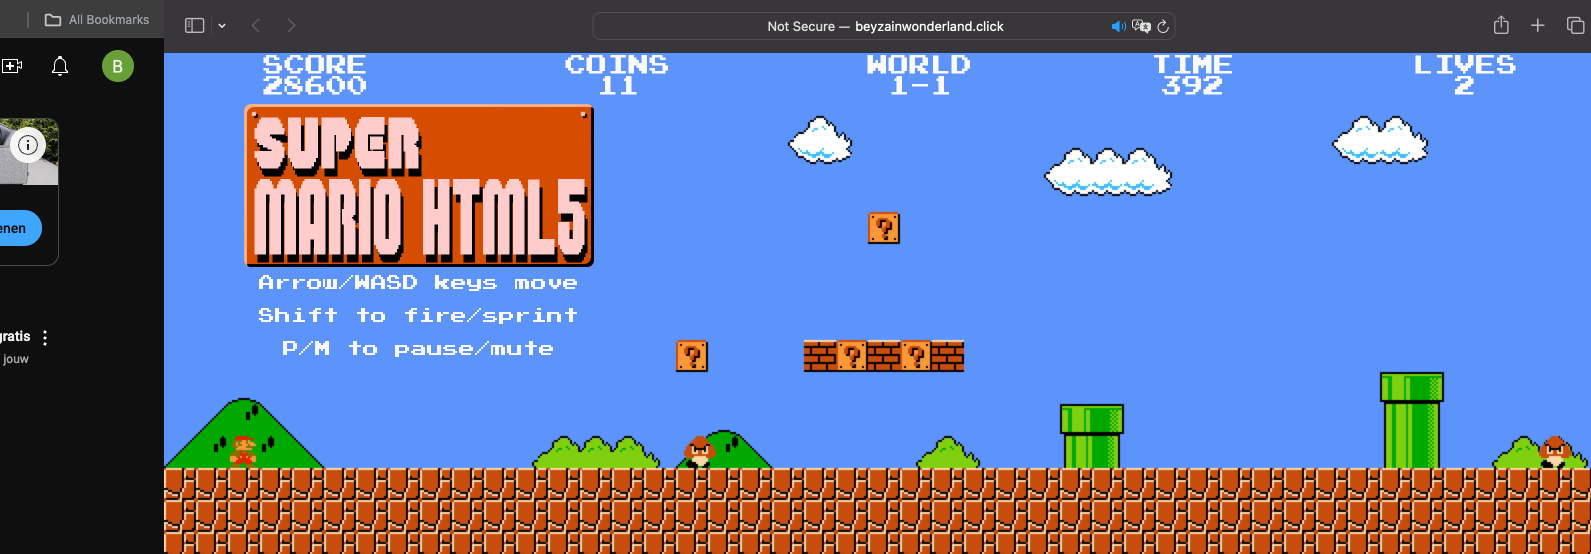 All Bookmarks
Not Secure — beyzainwonderland.click
B
enen
gratis
jouw
SCORE COINS WORLD TIME LIVES
28600 11 1-1 392 2
SUPER
MARIO HTML5
Arrow/WASD keys move
Shift to fire/sprint
P/M to pause/mute
? 
? ? ?